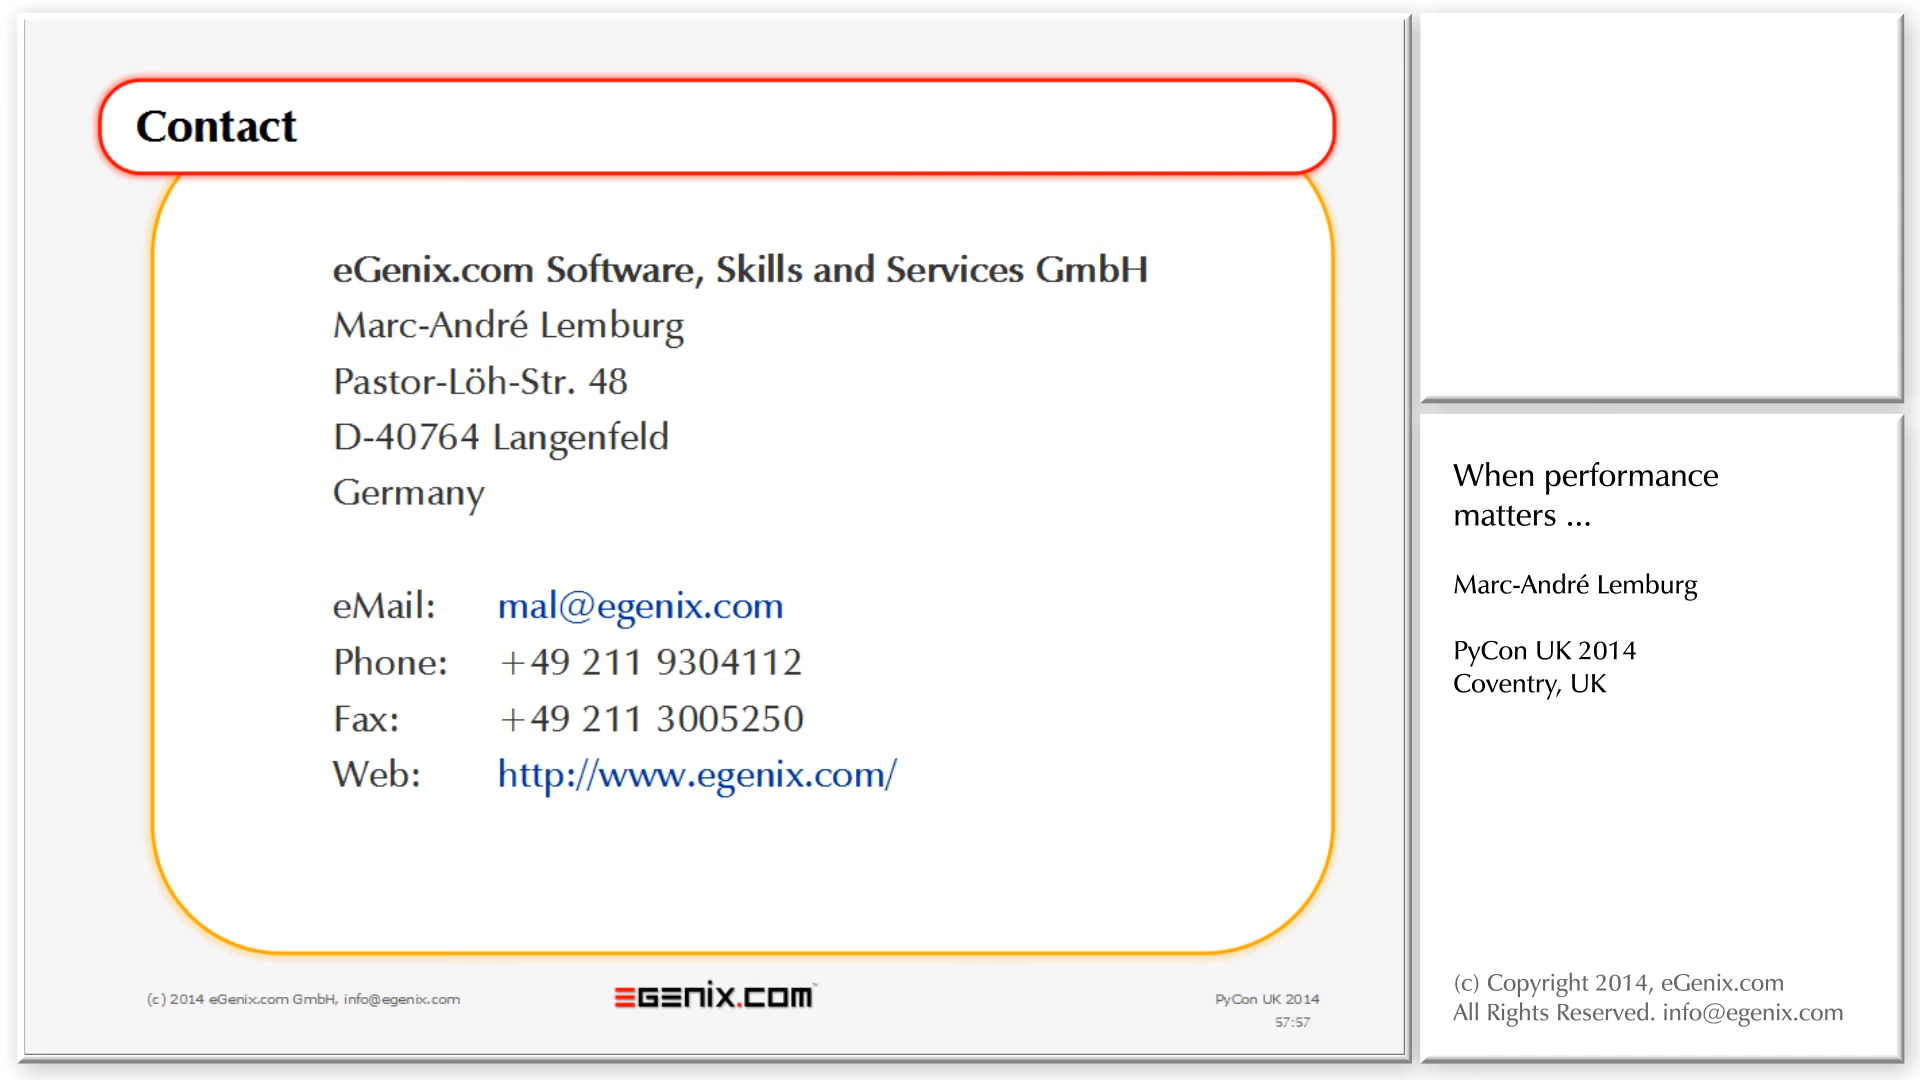 Contact
eGenix.com Software, Skills and Services GmbH
Marc-André Lemburg
Pastor-Löh-Str. 48
D-40764 Langenfeld
Germany
eMail: mal@egenix.com
Phone: +49 211 9304112
Fax: +49 211 3005250
Web: http://www.egenix.com/
(c) 2014 eGenix.com GmbH, info@egenix.com
EGENIX.COM™
PyCon UK 2014
57:57
When performance
matters ...
Marc-André Lemburg
PyCon UK 2014
Coventry, UK
(c) Copyright 2014, eGenix.com
All Rights Reserved. info@egenix.com